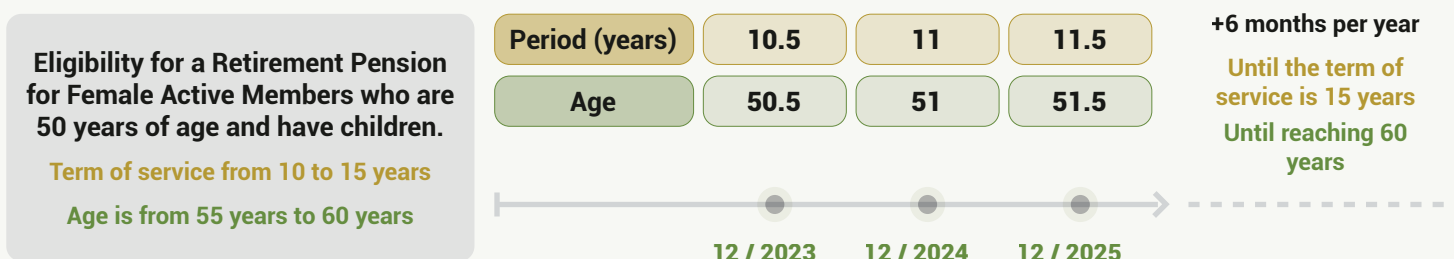 Eligibility for a Retirement Pension
for Female Active Members who are
50 years of age and have children.
Term of service from 10 to 15 years
Age is from 55 years to 60 years
Period (years) 10.5 11 11.5
Age 50.5 51 51.5
12 / 2023 12 / 2024 12 / 2025
+6 months per year
Until the term of
service is 15 years
Until reaching 60
years